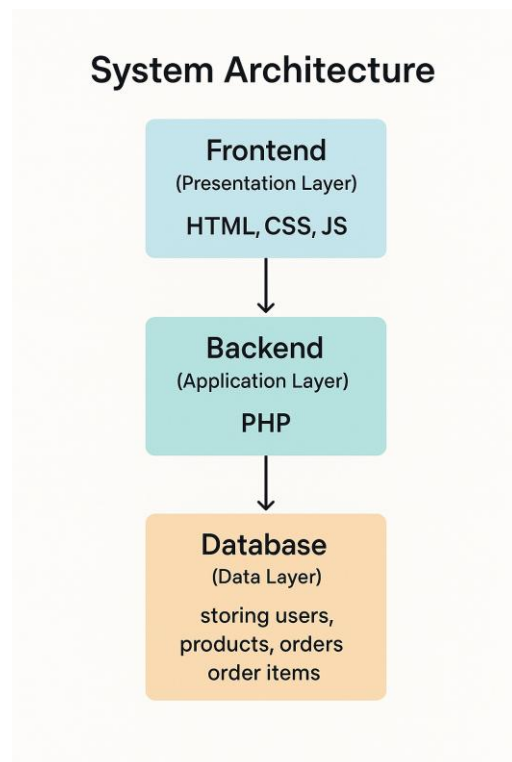 System Architecture
Frontend
(Presentation Layer)
HTML, CSS, JS
Backend
(Application Layer)
PHP
Database
(Data Layer)
storing users,
products, orders
order items